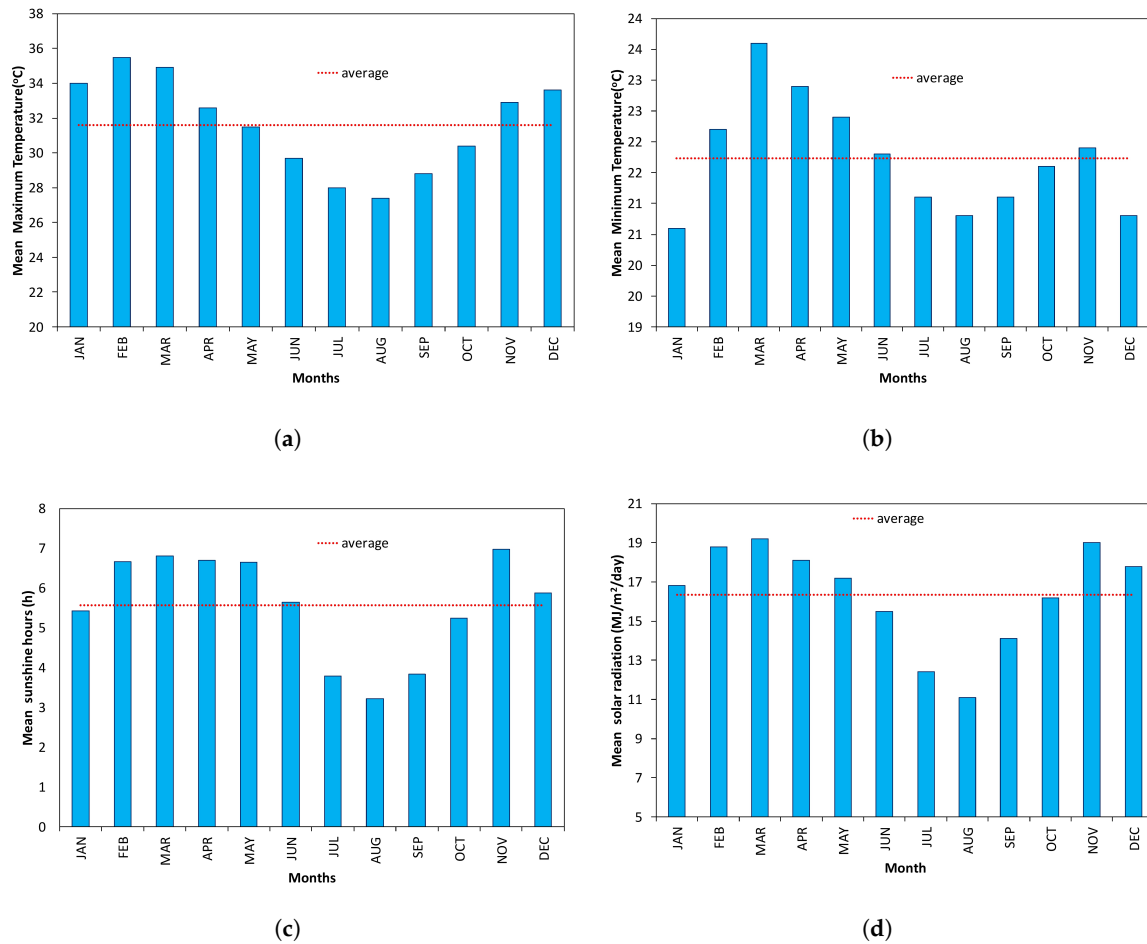 38
36
34
32
30
28
26
24
22
20
Mean Maximum Temperature(°C)
average
JAN FEB MAR APR MAY JUN JUL AUG SEP OCT NOV DEC
Months
(a)
24
24
23
23
22
22
21
21
20
20
19
Mean Minimum Temperature(°C)
average
JAN FEB MAR APR MAY JUN JUL AUG SEP OCT NOV DEC
Months
(b)
8
7
6
5
4
3
2
1
0
Mean sunshine hours (h)
average
JAN FEB MAR APR MAY JUN JUL AUG SEP OCT NOV DEC
Months
(c)
21
19
17
15
13
11
9
7
5
Mean solar radiation (MJ/m²/day)
average
JAN FEB MAR APR MAY JUN JUL AUG SEP OCT NOV DEC
Month
(d)